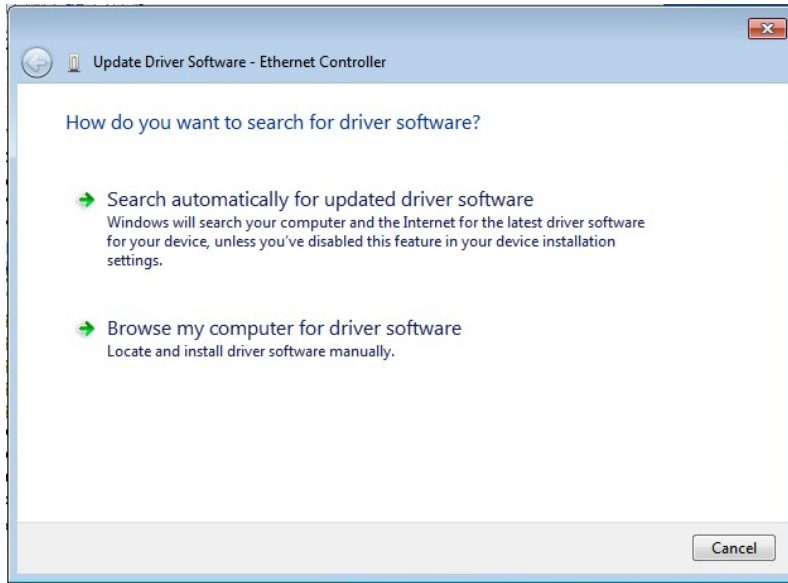 Update Driver Software - Ethernet Controller
How do you want to search for driver software?
Search automatically for updated driver software
Windows will search your computer and the Internet for the latest driver software
for your device, unless you've disabled this feature in your device installation
settings.
Browse my computer for driver software
Locate and install driver software manually.
Cancel